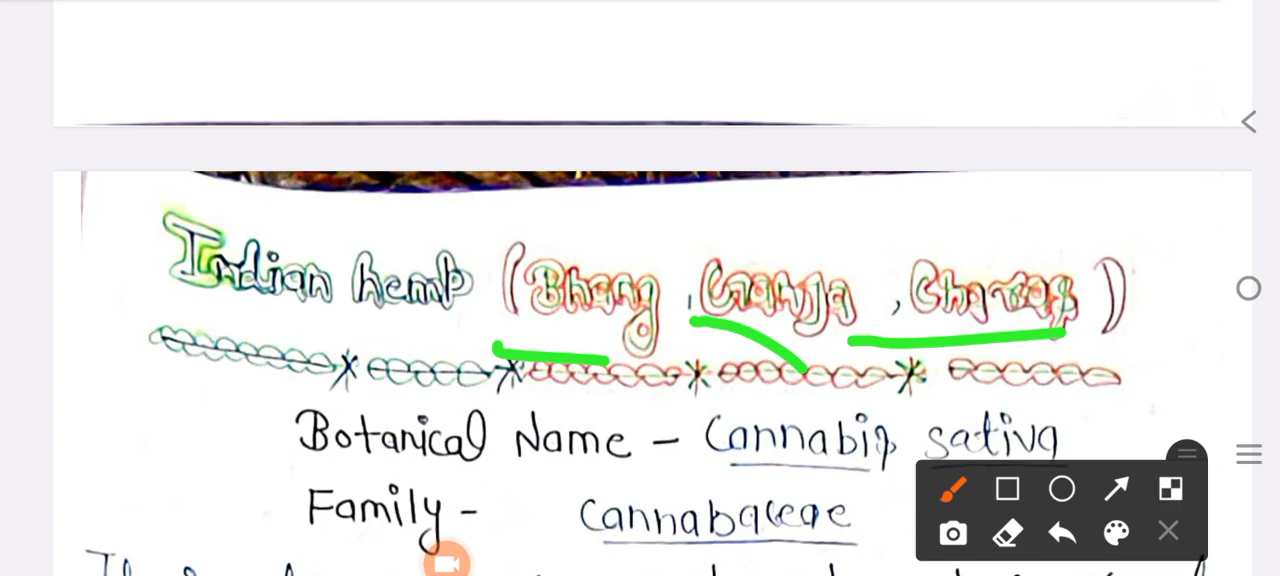 Indian hemp (Bhang, Ganja, Charas)
Botanical Name - Cannabis sativa
Family - Cannabaceae